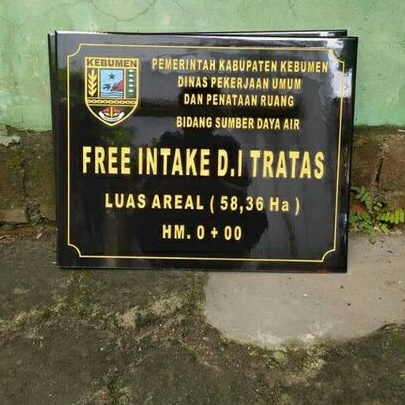 KEBUMEN
PEMERINTAH KABUPATEN KEBUMEN
DINAS PEKERJAAN UMUM
DAN PENATAAN RUANG
BIDANG SUMBER DAYA AIR
FREE INTAKE D.I TRATAS
LUAS AREAL ( 58,36 Ha )
HM. 0 + 00